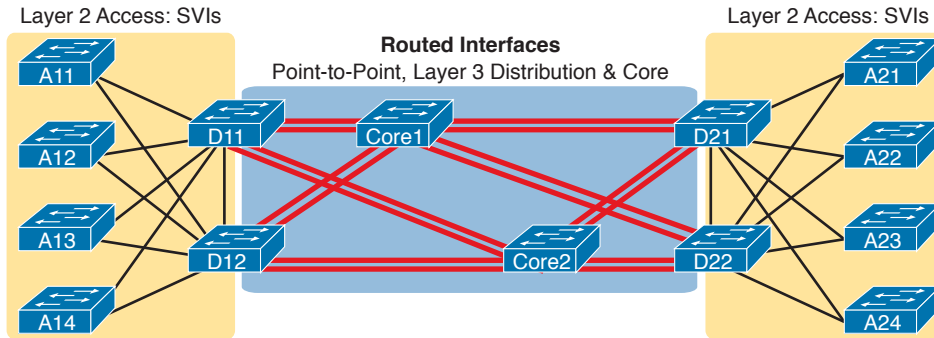 Layer 2 Access: SVIs
Layer 2 Access: SVIs
Routed Interfaces
Point-to-Point, Layer 3 Distribution & Core
A11
A21
D11
Core1
D21
A12
A22
A13
A23
D12
Core2
D22
A14
A24